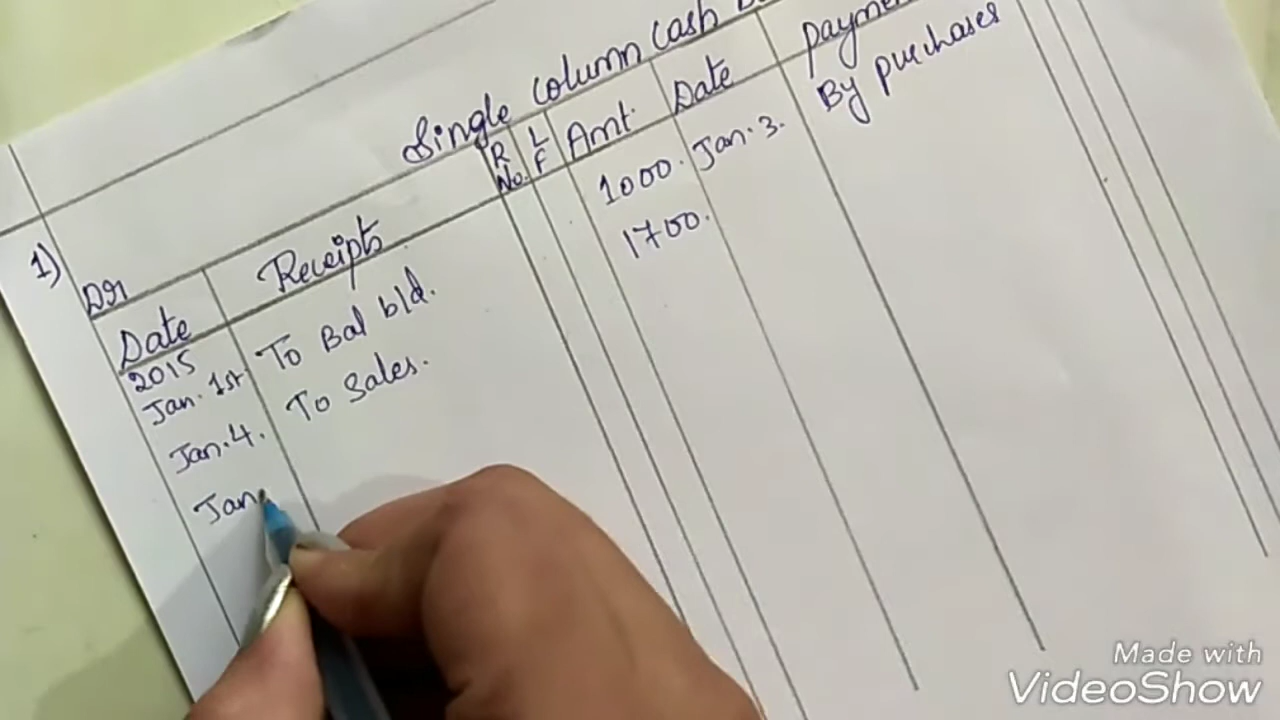 Single Column Cash
1)
Dr
Date Receipts R No. L F Amt. Date
2015
Jan. 1st To Bal b/d. 1000. Jan. 3. By purchases
Jan. 4. To Sales. 1700.
Jan
Made with
VideoShow